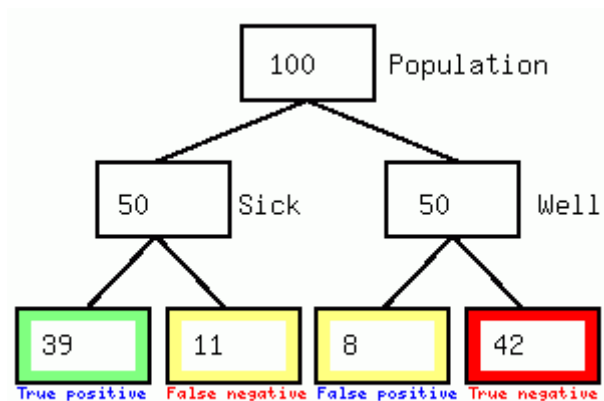 100 Population
50 Sick 50 Well
39 11 8 42
True positive False negative False positive True negative